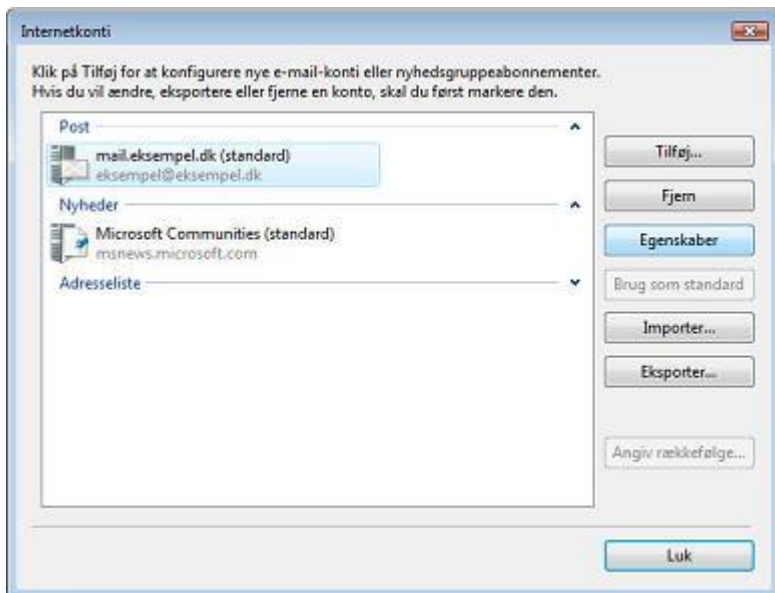 Internetkonti
Klik på Tilføj for at konfigurere nye e-mail-konti eller nyhedsgruppeabonnementer.
Hvis du vil ændre, eksportere eller fjerne en konto, skal du først markere den.
Post
mail.eksempel.dk (standard)
eksempel@eksempel.dk
Nyheder
Microsoft Communities (standard)
msnews.microsoft.com
Adresseliste
Tilføj...
Fjern
Egenskaber
Brug som standard
Importer...
Eksporter...
Angiv rækkefølge...
Luk